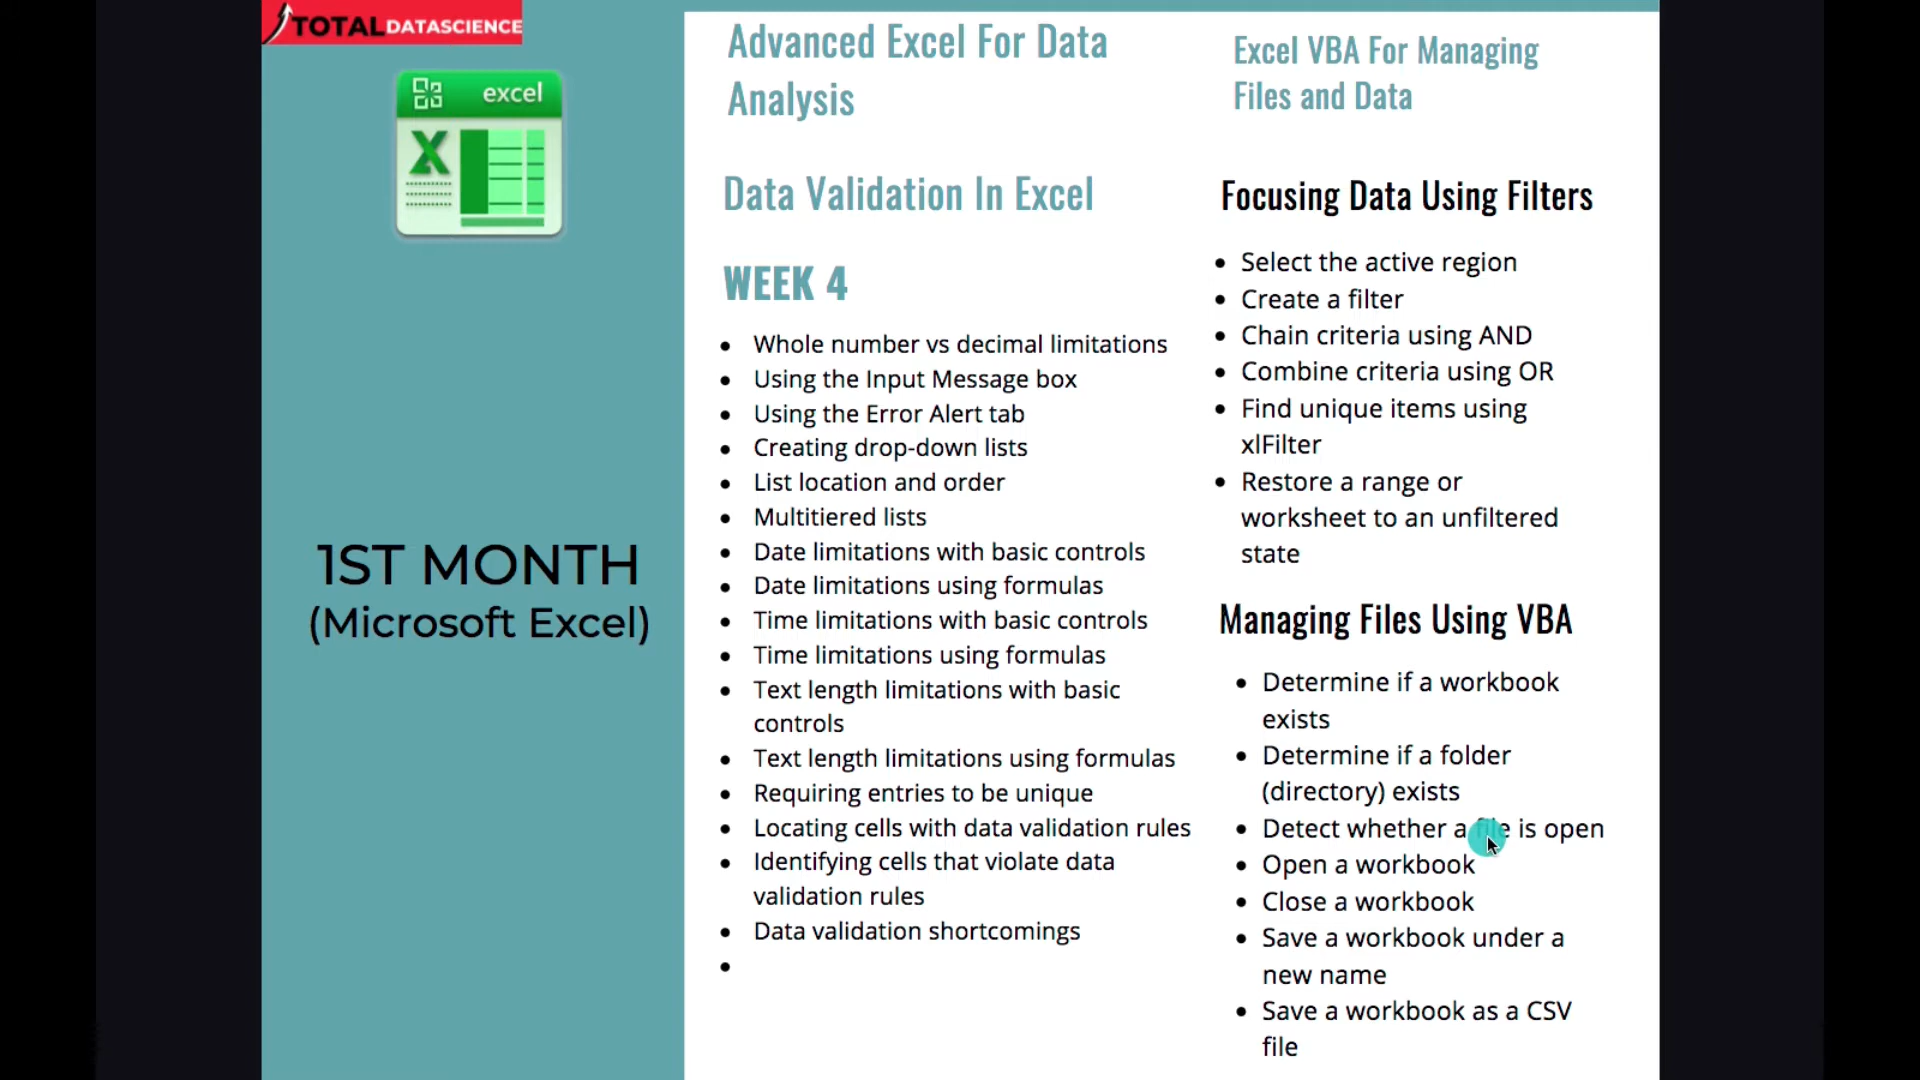 TOTAL DATASCIENCE
excel
1ST MONTH
(Microsoft Excel)
Advanced Excel For Data
Analysis
Data Validation In Excel
WEEK 4
• Whole number vs decimal limitations
• Using the Input Message box
• Using the Error Alert tab
• Creating drop-down lists
• List location and order
• Multitiered lists
• Date limitations with basic controls
• Date limitations using formulas
• Time limitations with basic controls
• Time limitations using formulas
• Text length limitations with basic
controls
• Text length limitations using formulas
• Requiring entries to be unique
• Locating cells with data validation rules
• Identifying cells that violate data
validation rules
• Data validation shortcomings
•
Excel VBA For Managing
Files and Data
Focusing Data Using Filters
• Select the active region
• Create a filter
• Chain criteria using AND
• Combine criteria using OR
• Find unique items using
xlFilter
• Restore a range or
worksheet to an unfiltered
state
Managing Files Using VBA
• Determine if a workbook
exists
• Determine if a folder
(directory) exists
• Detect whether a file is open
• Open a workbook
• Close a workbook
• Save a workbook under a
new name
• Save a workbook as a CSV
file